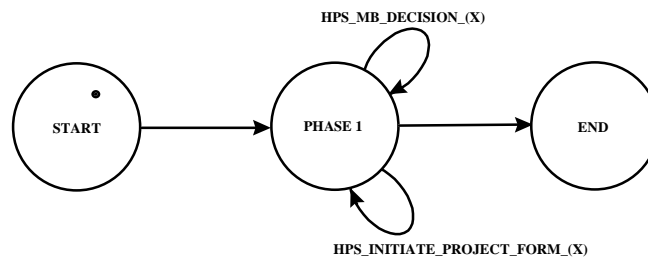 HPS_MB_DECISION_(X)
START
PHASE 1
END
HPS_INITIATE_PROJECT_FORM_(X)